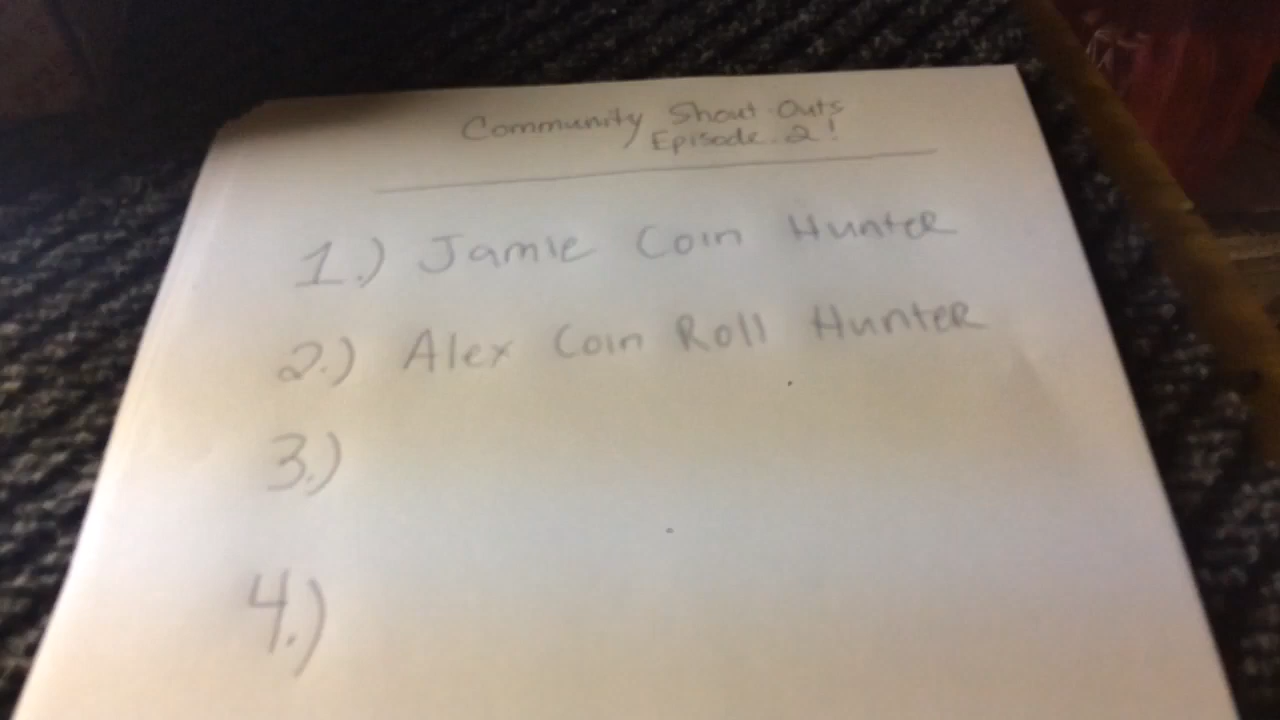 Community Shout Outs
Episode. 2!
1.) Jamie Coin Hunter
2.) Alex Coin Roll Hunter
3.)
4.)